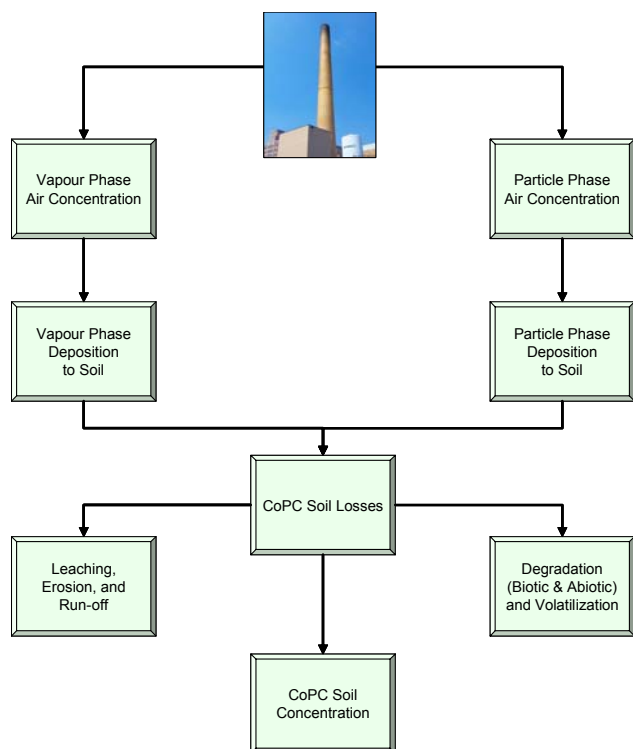 Vapour Phase
Air Concentration
Particle Phase
Air Concentration
Vapour Phase
Deposition
to Soil
Particle Phase
Deposition
to Soil
CoPC Soil Losses
Leaching,
Erosion, and
Run-off
Degradation
(Biotic & Abiotic)
and Volatilization
CoPC Soil
Concentration